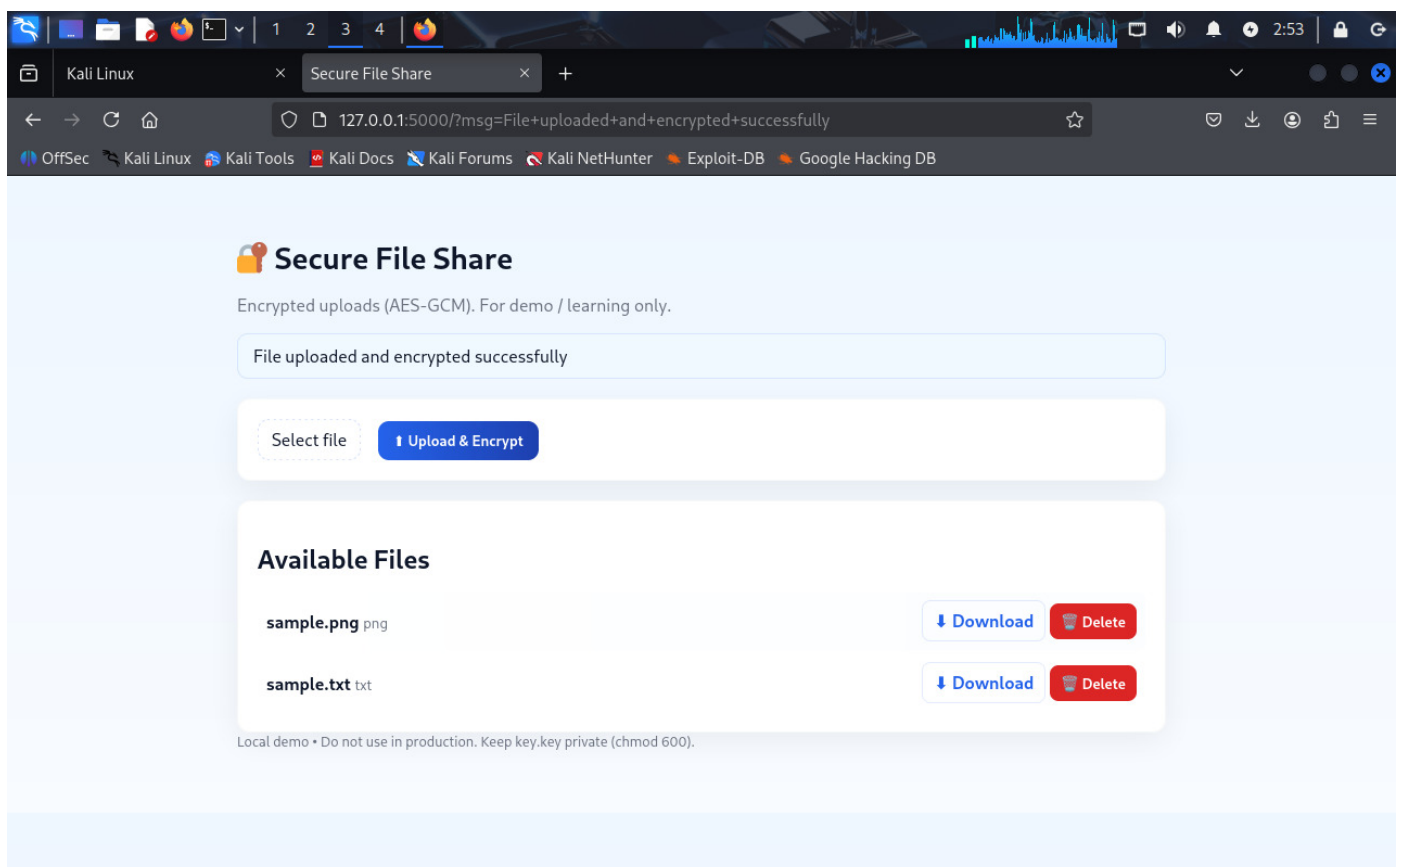 1 2 3 4 2:53
Kali Linux × Secure File Share × +
127.0.0.1:5000/?msg=File+uploaded+and+encrypted+successfully
OffSec Kali Linux Kali Tools Kali Docs Kali Forums Kali NetHunter Exploit-DB Google Hacking DB
🔐 Secure File Share
Encrypted uploads (AES-GCM). For demo / learning only.
File uploaded and encrypted successfully
Select file ⬆ Upload & Encrypt
Available Files
sample.png png ⬇ Download 🗑️ Delete
sample.txt txt ⬇ Download 🗑️ Delete
Local demo • Do not use in production. Keep key.key private (chmod 600).